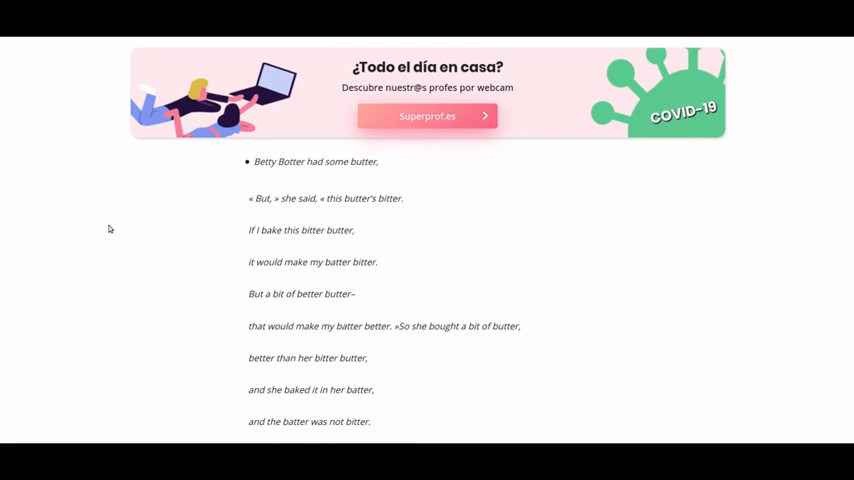 ¿Todo el día en casa?
Descubre nuestr@s profes por webcam
Superprof.es
COVID-19
Betty Botter had some butter,
« But, » she said, « this butter's bitter.
If I bake this bitter butter,
it would make my batter bitter.
But a bit of better butter–
that would make my batter better. »So she bought a bit of butter,
better than her bitter butter,
and she baked it in her batter,
and the batter was not bitter.